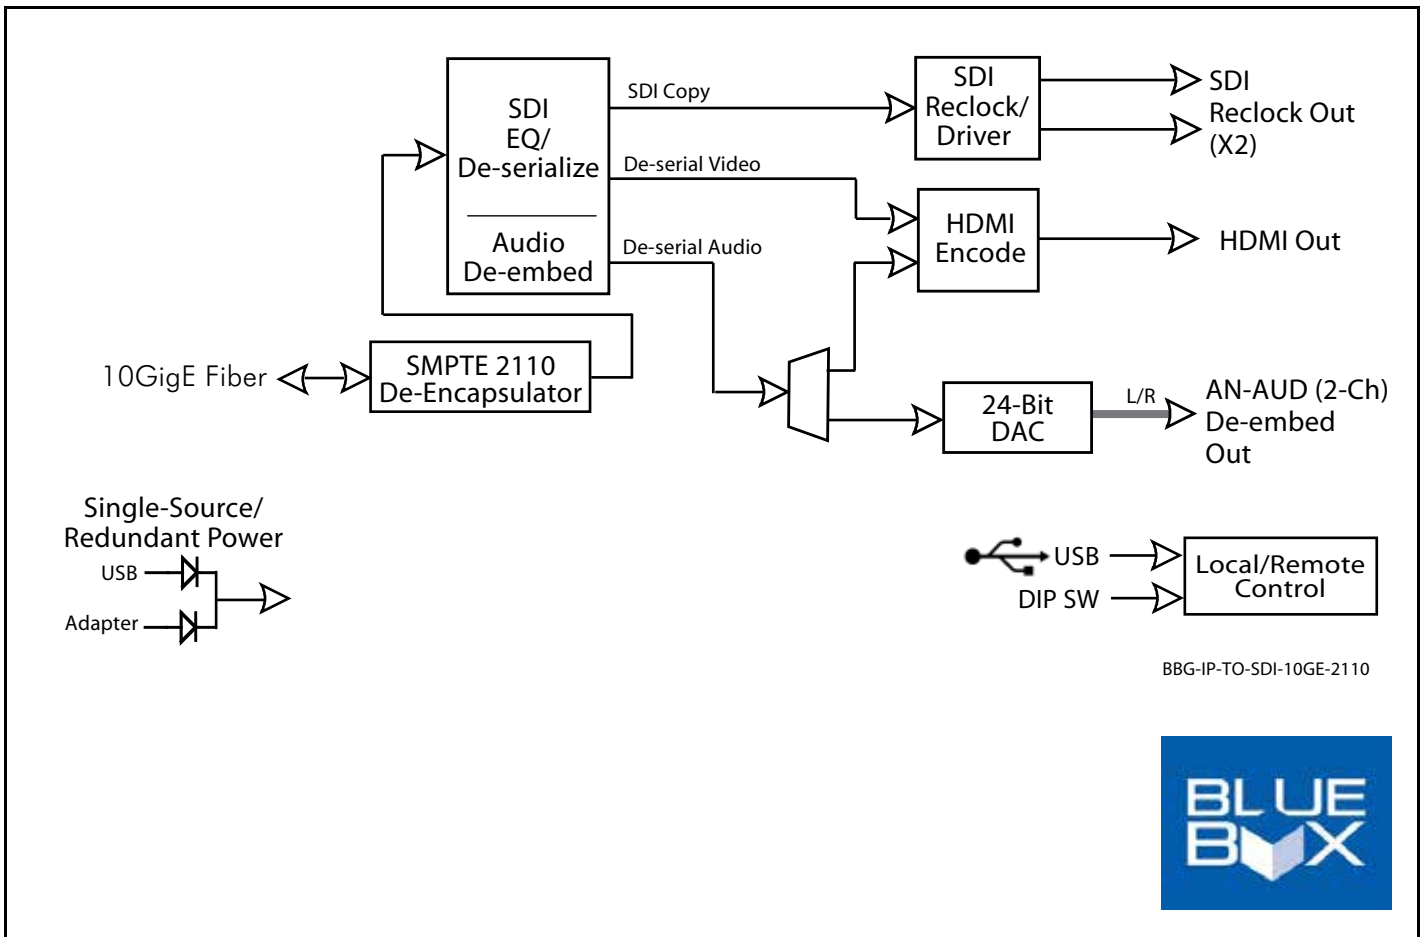 SDI
EQ/
De-serialize
Audio
De-embed
SDI Copy
De-serial Video
De-serial Audio
SDI
Reclock/
Driver
SDI
Reclock Out
(X2)
HDMI
Encode
HDMI Out
10GigE Fiber
SMPTE 2110
De-Encapsulator
24-Bit
DAC
L/R
AN-AUD (2-Ch)
De-embed
Out
Single-Source/
Redundant Power
USB
Adapter
USB
DIP SW
Local/Remote
Control
BBG-IP-TO-SDI-10GE-2110
BLUE
BOX